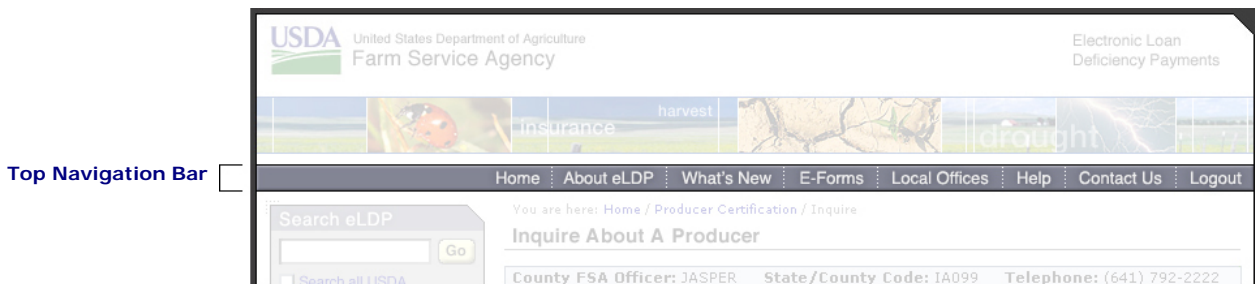 USDA United States Department of Agriculture
Farm Service Agency
Electronic Loan
Deficiency Payments
harvest
insurance
drought
Top Navigation Bar
Home About eLDP What's New E-Forms Local Offices Help Contact Us Logout
Search eLDP
Go
Search all USDA
You are here: Home / Producer Certification / Inquire
Inquire About A Producer
County FSA Officer: JASPER State/County Code: IA099 Telephone: (641) 792-2222